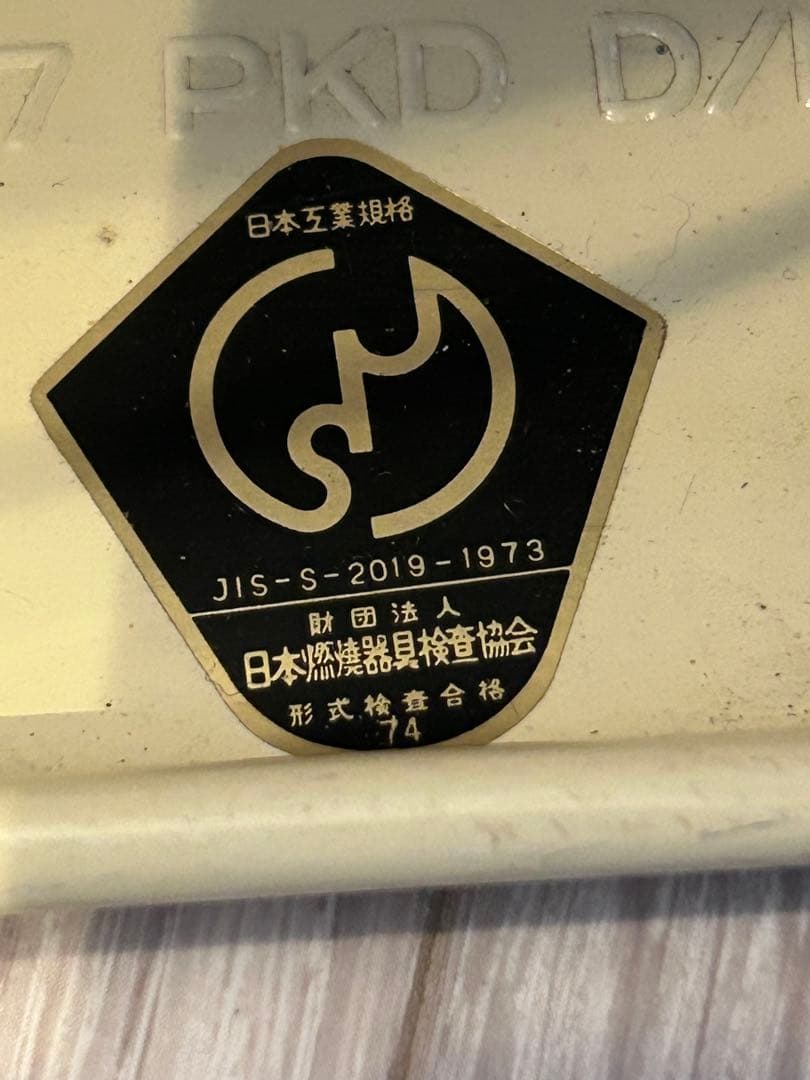 7 PKD D/
日本工業規格
JIS-S-2019-1973
財団法人
日本燃焼器具検査協会
形式検査合格
74